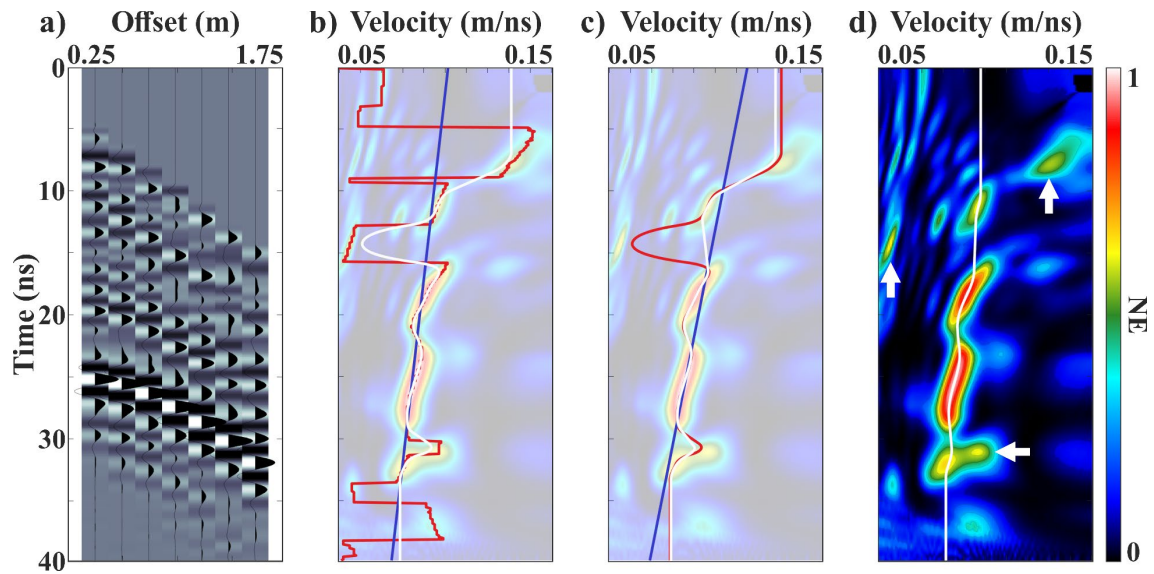 a) Offset (m) b) Velocity (m/ns) c) Velocity (m/ns) d) Velocity (m/ns)
0.25 1.75 0.05 0.15 0.05 0.15 0.05 0.15
0 1
10
20
Time (ns) NE
30
40 0